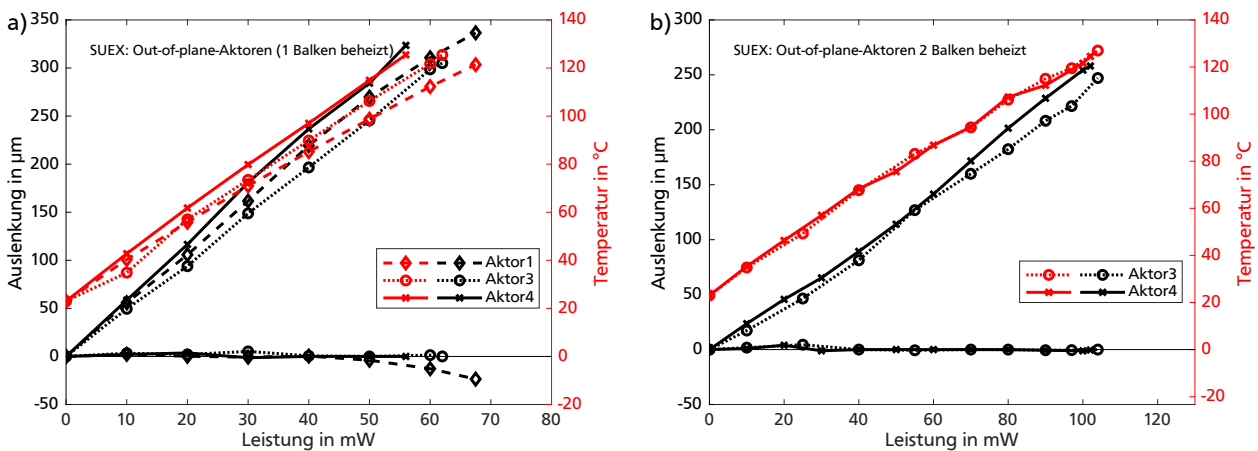 a)
SUEX: Out-of-plane-Aktoren (1 Balken beheizt)
Auslenkung in µm
350
300
250
200
150
100
50
0
-50
0 10 20 30 40 50 60 70 80
Leistung in mW
140
120
100
80
60
40
20
0
-20
Temperatur in °C
Aktor1
Aktor3
Aktor4
b)
SUEX: Out-of-plane-Aktoren 2 Balken beheizt
Auslenkung in µm
300
250
200
150
100
50
0
-50
0 20 40 60 80 100 120
Leistung in mW
140
120
100
80
60
40
20
0
-20
Temperatur in °C
Aktor3
Aktor4